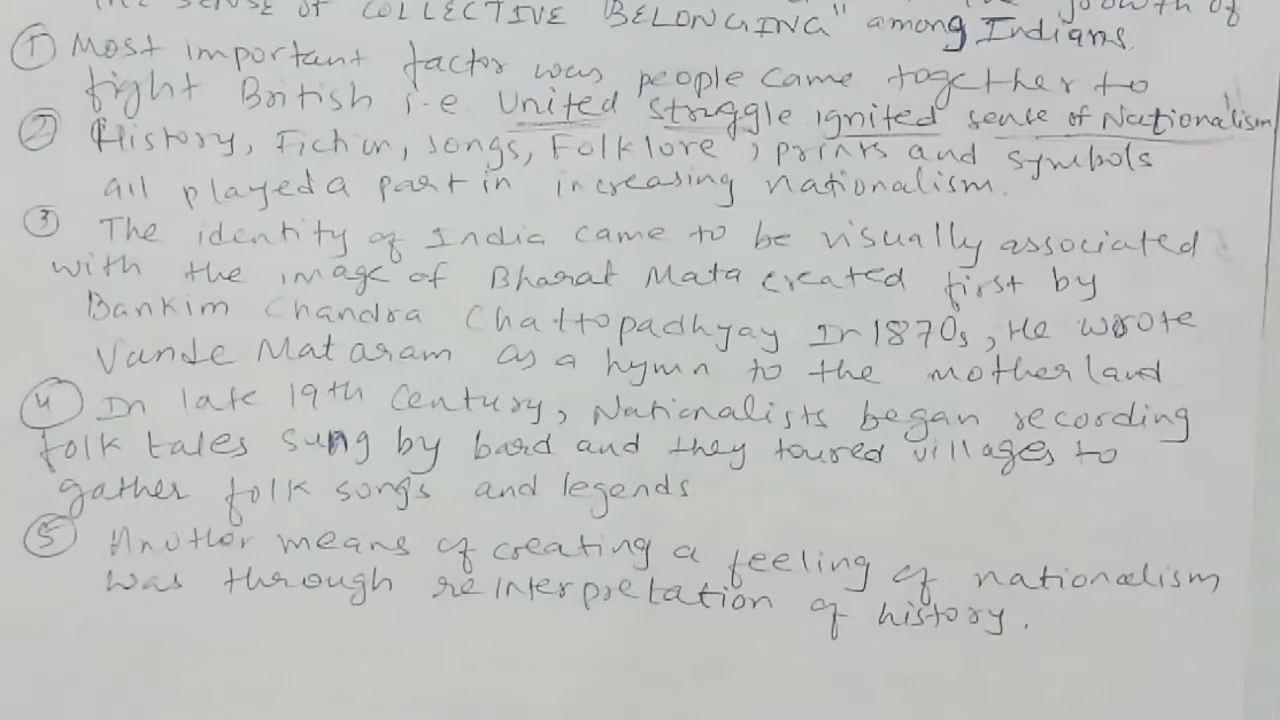 SENSE OF COLLECTIVE BELONGING" among Indians.
① Most important factor was people came together to
fight British i.e United struggle ignited sense of Nationalism
② History, Fiction, songs, Folklore, prints and symbols
all played a part in increasing nationalism.
③ The identity of India came to be visually associated
with the image of Bharat Mata created first by
Bankim Chandra Chattopadhyay In 1870s, He wrote
Vande Mataram as a hymn to the motherland
④ In late 19th century, Nationalists began recording
folk tales sung by bard and they toured villages to
gather folk songs and legends
⑤ Another means of creating a feeling of nationalism
was through reinterpretation of history.